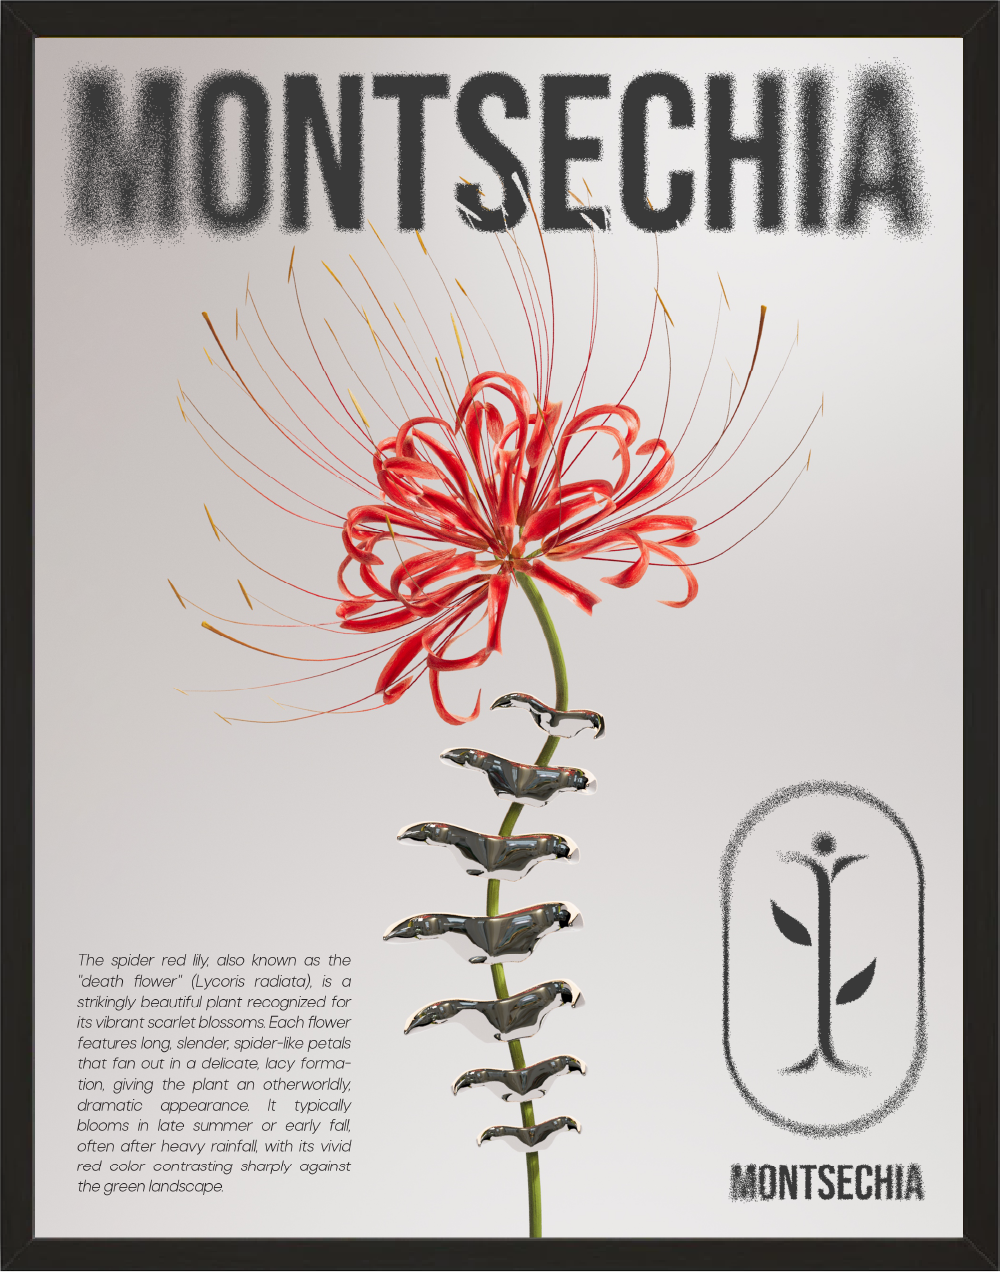 MONTSECHIA
The spider red lily, also known as the
"death flower" (Lycoris radiata), is a
strikingly beautiful plant recognized for
its vibrant scarlet blossoms. Each flower
features long, slender, spider-like petals
that fan out in a delicate, lacy forma-
tion, giving the plant an otherworldly,
dramatic appearance. It typically
blooms in late summer or early fall,
often after heavy rainfall, with its vivid
red color contrasting sharply against
the green landscape.
MONTSECHIA